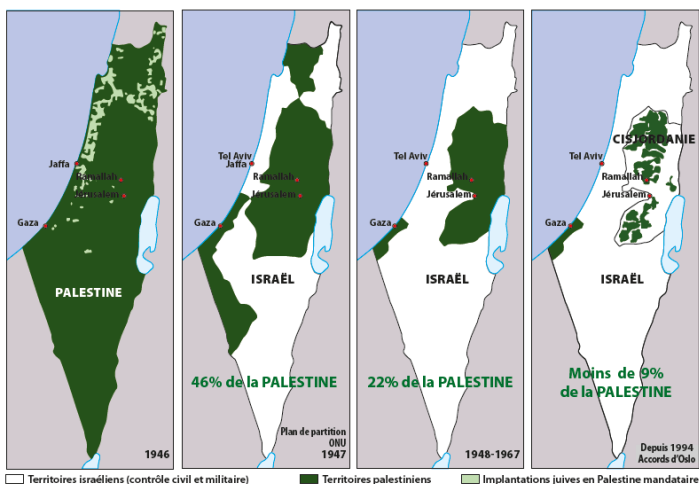 Jaffa
Ramallah
Jérusalem
Gaza
PALESTINE
1946
Tel Aviv
Jaffa
Ramallah
Jérusalem
Gaza
ISRAËL
46% de la PALESTINE
Plan de partition
ONU
1947
Tel Aviv
Ramallah
Jérusalem
Gaza
ISRAËL
22% de la PALESTINE
1948-1967
CISJORDANIE
Tel Aviv
Ramallah
Jérusalem
Gaza
ISRAËL
Moins de 9%
de la PALESTINE
Depuis 1994
Accords d'Oslo
Territoires israéliens (contrôle civil et militaire)
Territoires palestiniens
Implantations juives en Palestine mandataire